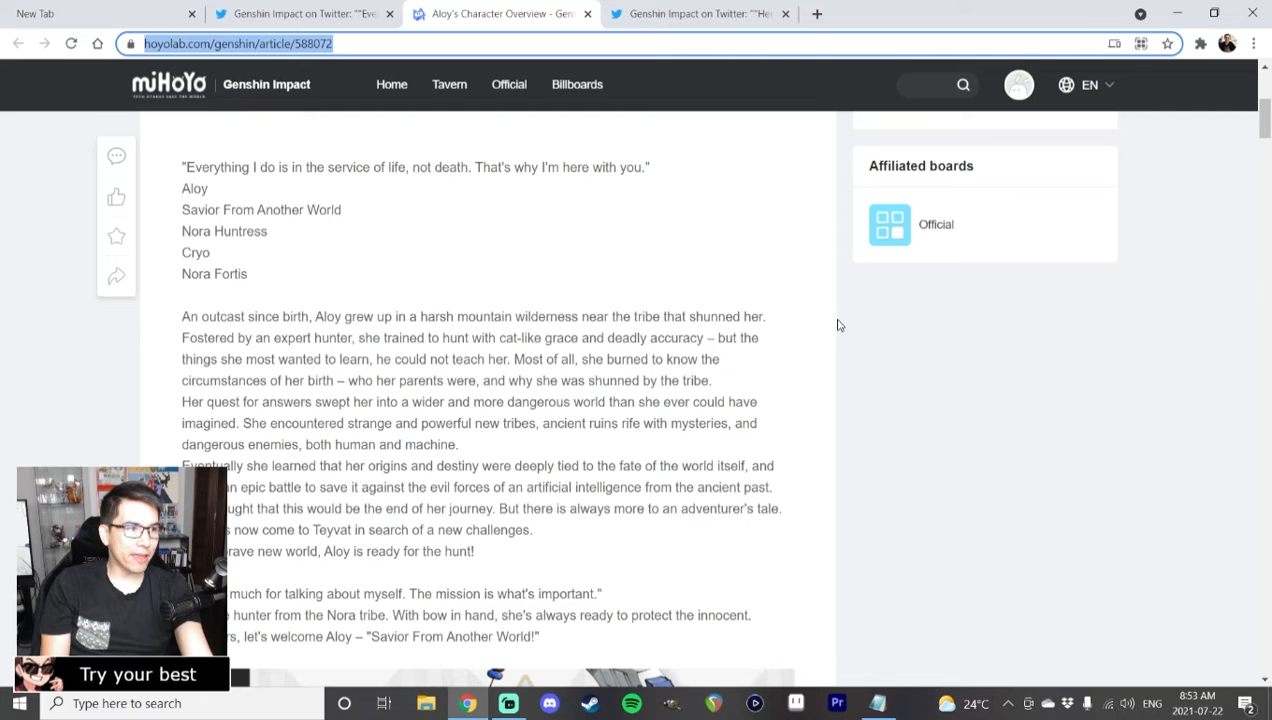 New Tab
Genshin Impact on Twitter: ""Eve
Aloy's Character Overview - Gens
Genshin Impact on Twitter: ""He
hoyolab.com/genshin/article/588072
miHoYo
TECH OTAKUS SAVE THE WORLD
Genshin Impact
Home
Tavern
Official
Billboards
EN
"Everything I do is in the service of life, not death. That's why I'm here with you."
Aloy
Savior From Another World
Nora Huntress
Cryo
Nora Fortis
An outcast since birth, Aloy grew up in a harsh mountain wilderness near the tribe that shunned her.
Fostered by an expert hunter, she trained to hunt with cat-like grace and deadly accuracy – but the
things she most wanted to learn, he could not teach her. Most of all, she burned to know the
circumstances of her birth – who her parents were, and why she was shunned by the tribe.
Her quest for answers swept her into a wider and more dangerous world than she ever could have
imagined. She encountered strange and powerful new tribes, ancient ruins rife with mysteries, and
dangerous enemies, both human and machine.
Eventually she learned that her origins and destiny were deeply tied to the fate of the world itself, and
an epic battle to save it against the evil forces of an artificial intelligence from the ancient past.
ught that this would be the end of her journey. But there is always more to an adventurer's tale.
s now come to Teyvat in search of a new challenges.
rave new world, Aloy is ready for the hunt!
much for talking about myself. The mission is what's important."
e hunter from the Nora tribe. With bow in hand, she's always ready to protect the innocent.
rs, let's welcome Aloy – "Savior From Another World!"
Affiliated boards
Official
Try your best
Type here to search
Pr
24°C
ENG
8:53 AM
2021-07-22
2